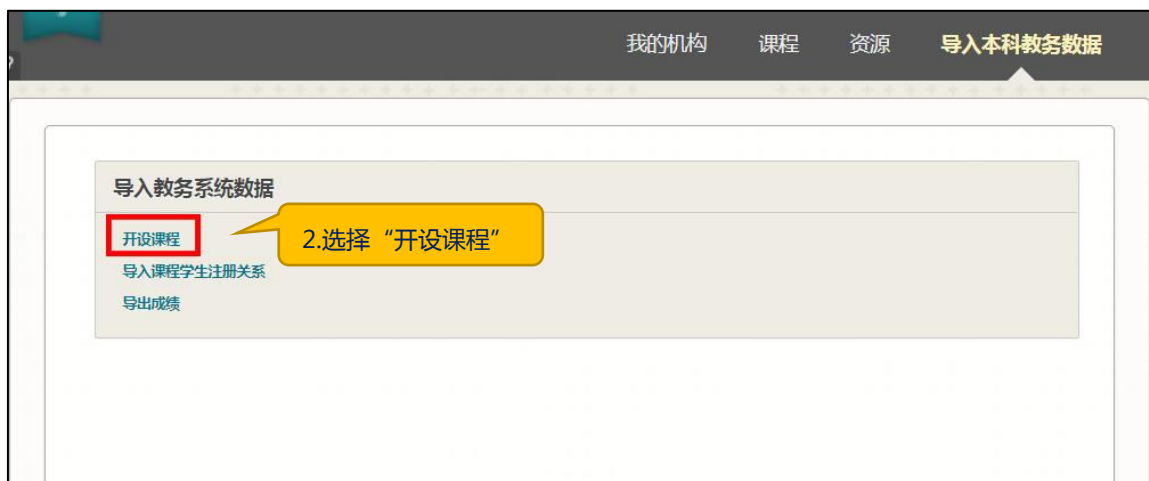 我的机构 课程 资源 导入本科教务数据
导入教务系统数据
开设课程
2.选择“开设课程”
导入课程学生注册关系
导出成绩